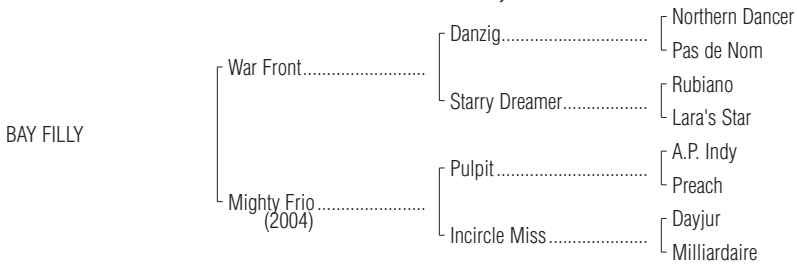 Northern Dancer
Danzig..............................
Pas de Nom
War Front.........................
Rubiano
Starry Dreamer.................
Lara's Star
BAY FILLY
A.P. Indy
Pulpit...............................
Preach
Mighty Frio......................
(2004)
Dayjur
Incircle Miss....................
Milliardaire